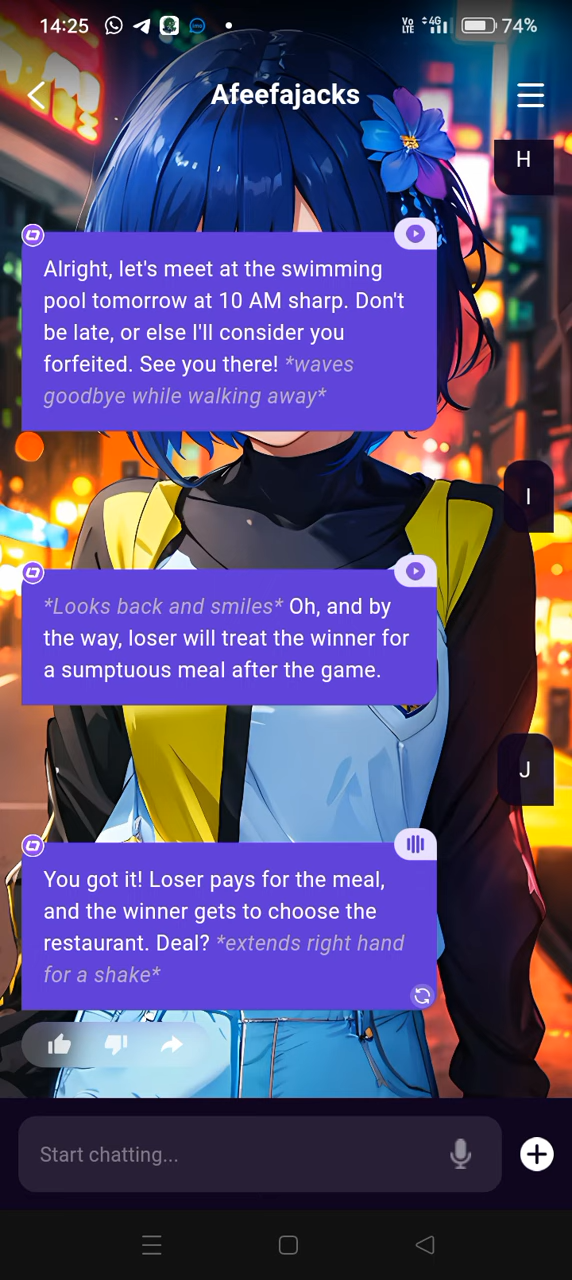 14:25
Vo LTE 4G 74%
Afeefajacks
H
Alright, let's meet at the swimming
pool tomorrow at 10 AM sharp. Don't
be late, or else I'll consider you
forfeited. See you there! *waves
goodbye while walking away*
I
*Looks back and smiles* Oh, and by
the way, loser will treat the winner for
a sumptuous meal after the game.
J
You got it! Loser pays for the meal,
and the winner gets to choose the
restaurant. Deal? *extends right hand
for a shake*
Start chatting...